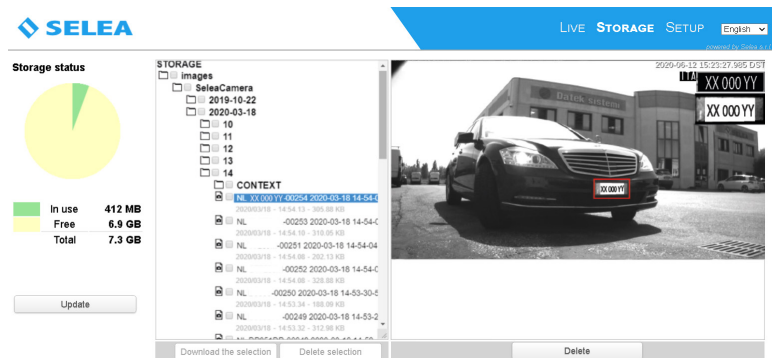 SELEA
LIVE STORAGE SETUP English
powered by Selea s.r.l
Storage status
In use 412 MB
Free 6.9 GB
Total 7.3 GB
Update
STORAGE
images
SeleaCamera
2019-10-22
2020-03-18
10
11
12
13
14
CONTEXT
NL XX 000 YY-00254 2020-03-18 14-54-
2020/03/18 - 14:54.13 - 305.88 KB
NL -00253 2020-03-18 14-54-
2020/03/18 - 14:54.10 - 310.95 KB
NL -00251 2020-03-18 14-54-04
2020/03/18 - 14:54.08 - 202.13 KB
NL -00252 2020-03-18 14-54-
2020/03/18 - 14:54.06 - 328.88 KB
NL -00250 2020-03-18 14-53-30-5
2020/03/18 - 14:53.34 - 188.09 KB
NL -00249 2020-03-18 14-53-2
2020/03/18 - 14:53.32 - 312.98 KB
Download the selection Delete selection
2020-06-12 15:23:27.985 DST
ITA XX 000 YY
XX 000 YY
Datek sistemi
XX 000 YY
Delete